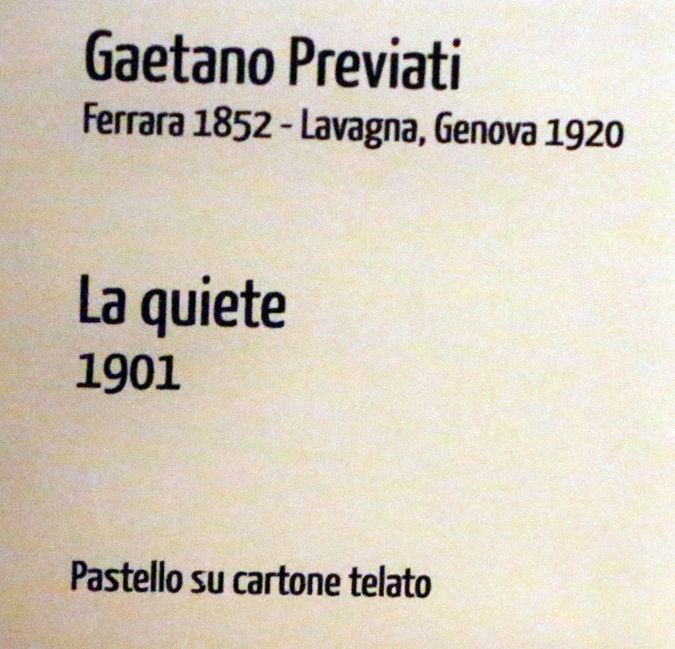 Gaetano Previati
Ferrara 1852 - Lavagna, Genova 1920
La quiete
1901
Pastello su cartone telato